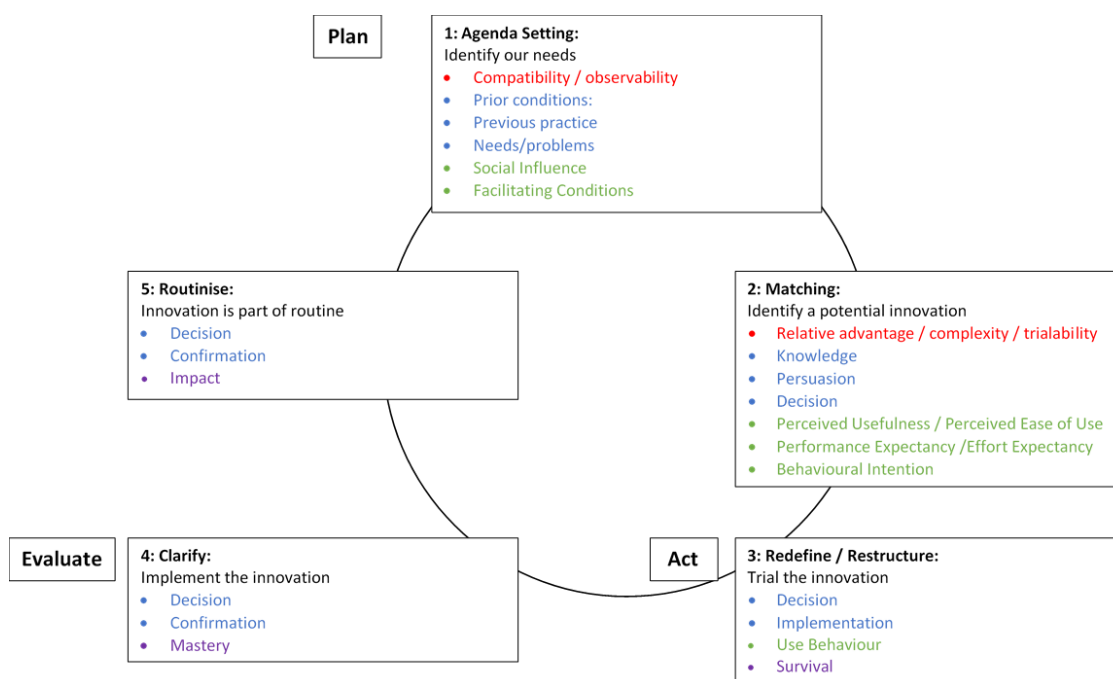 Plan
1: Agenda Setting:
Identify our needs
• Compatibility / observability
• Prior conditions:
• Previous practice
• Needs/problems
• Social Influence
• Facilitating Conditions
2: Matching:
Identify a potential innovation
• Relative advantage / complexity / trialability
• Knowledge
• Persuasion
• Decision
• Perceived Usefulness / Perceived Ease of Use
• Performance Expectancy /Effort Expectancy
• Behavioural Intention
Act
3: Redefine / Restructure:
Trial the innovation
• Decision
• Implementation
• Use Behaviour
• Survival
Evaluate
4: Clarify:
Implement the innovation
• Decision
• Confirmation
• Mastery
5: Routinise:
Innovation is part of routine
• Decision
• Confirmation
• Impact